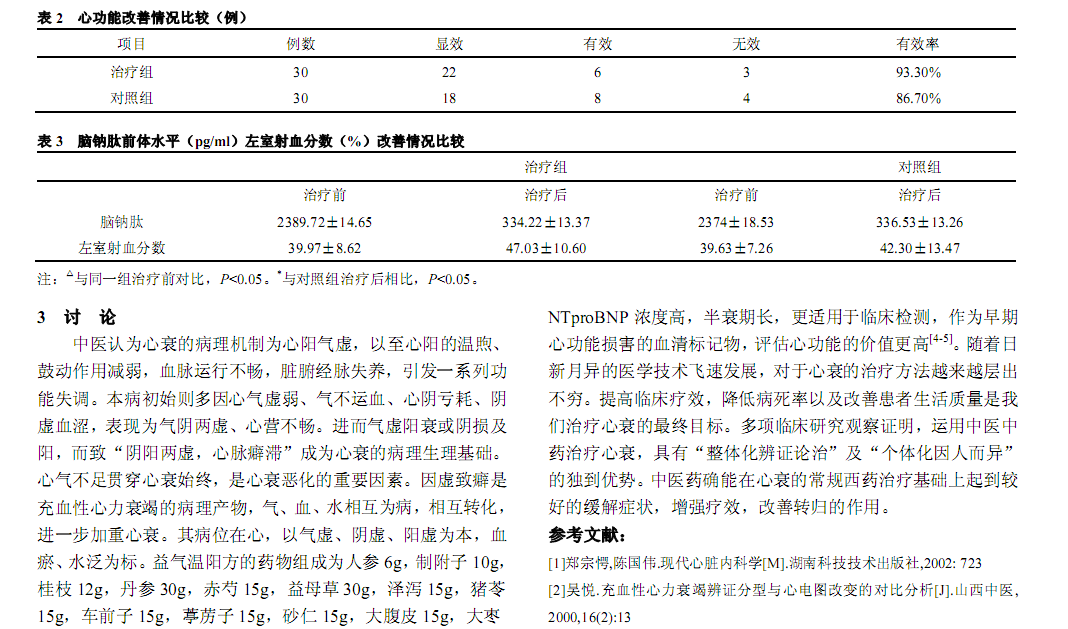 表 2 心功能改善情况比较（例）
项目 例数 显效 有效 无效 有效率
治疗组 30 22 6 3 93.30%
对照组 30 18 8 4 86.70%
表 3 脑钠肽前体水平（pg/ml）左室射血分数（%）改善情况比较
治疗组 对照组
治疗前 治疗后 治疗前 治疗后
脑钠肽 2389.72±14.65 334.22±13.37 2374±18.53 336.53±13.26
左室射血分数 39.97±8.62 47.03±10.60 39.63±7.26 42.30±13.47
注：△与同一组治疗前对比，P<0.05。*与对照组治疗后相比，P<0.05。
3 讨 论
中医认为心衰的病理机制为心阳气虚，以至心阳的温煦、
鼓动作用减弱，血脉运行不畅，脏腑经脉失养，引发一系列功
能失调。本病初始则多因心气虚弱、气不运血、心阴亏耗、阴
虚血涩，表现为气阴两虚、心营不畅。进而气虚阳衰或阴损及
阳，而致“阴阳两虚，心脉癖滞”成为心衰的病理生理基础。
心气不足贯穿心衰始终，是心衰恶化的重要因素。因虚致癖是
充血性心力衰竭的病理产物，气、血、水相互为病，相互转化，
进一步加重心衰。其病位在心，以气虚、阴虚、阳虚为本，血
瘀、水泛为标。益气温阳方的药物组成为人参 6g，制附子 10g，
桂枝 12g，丹参 30g，赤芍 15g，益母草 30g，泽泻 15g，猪苓
15g，车前子 15g，葶苈子 15g，砂仁 15g，大腹皮 15g，大枣
NTproBNP 浓度高，半衰期长，更适用于临床检测，作为早期
心功能损害的血清标记物，评估心功能的价值更高[4-5]。随着日
新月异的医学技术飞速发展，对于心衰的治疗方法越来越层出
不穷。提高临床疗效，降低病死率以及改善患者生活质量是我
们治疗心衰的最终目标。多项临床研究观察证明，运用中医中
药治疗心衰，具有“整体化辨证论治”及“个体化因人而异”
的独到优势。中医药确能在心衰的常规西药治疗基础上起到较
好的缓解症状，增强疗效，改善转归的作用。
参考文献：
[1]郑宗愕,陈国伟.现代心脏内科学[M].湖南科技技术出版社,2002: 723
[2]吴悦.充血性心力衰竭辨证分型与心电图改变的对比分析[J].山西中医,
2000,16(2):13